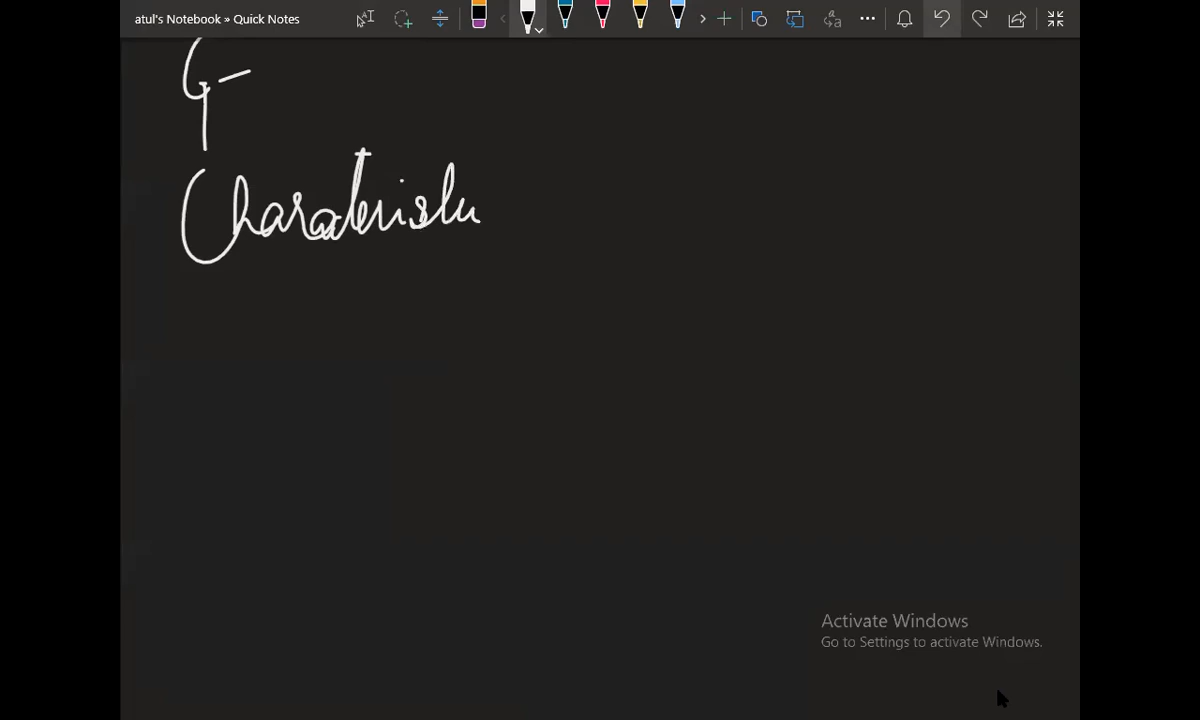 atul's Notebook » Quick Notes
G -
Charateristic
Activate Windows
Go to Settings to activate Windows.